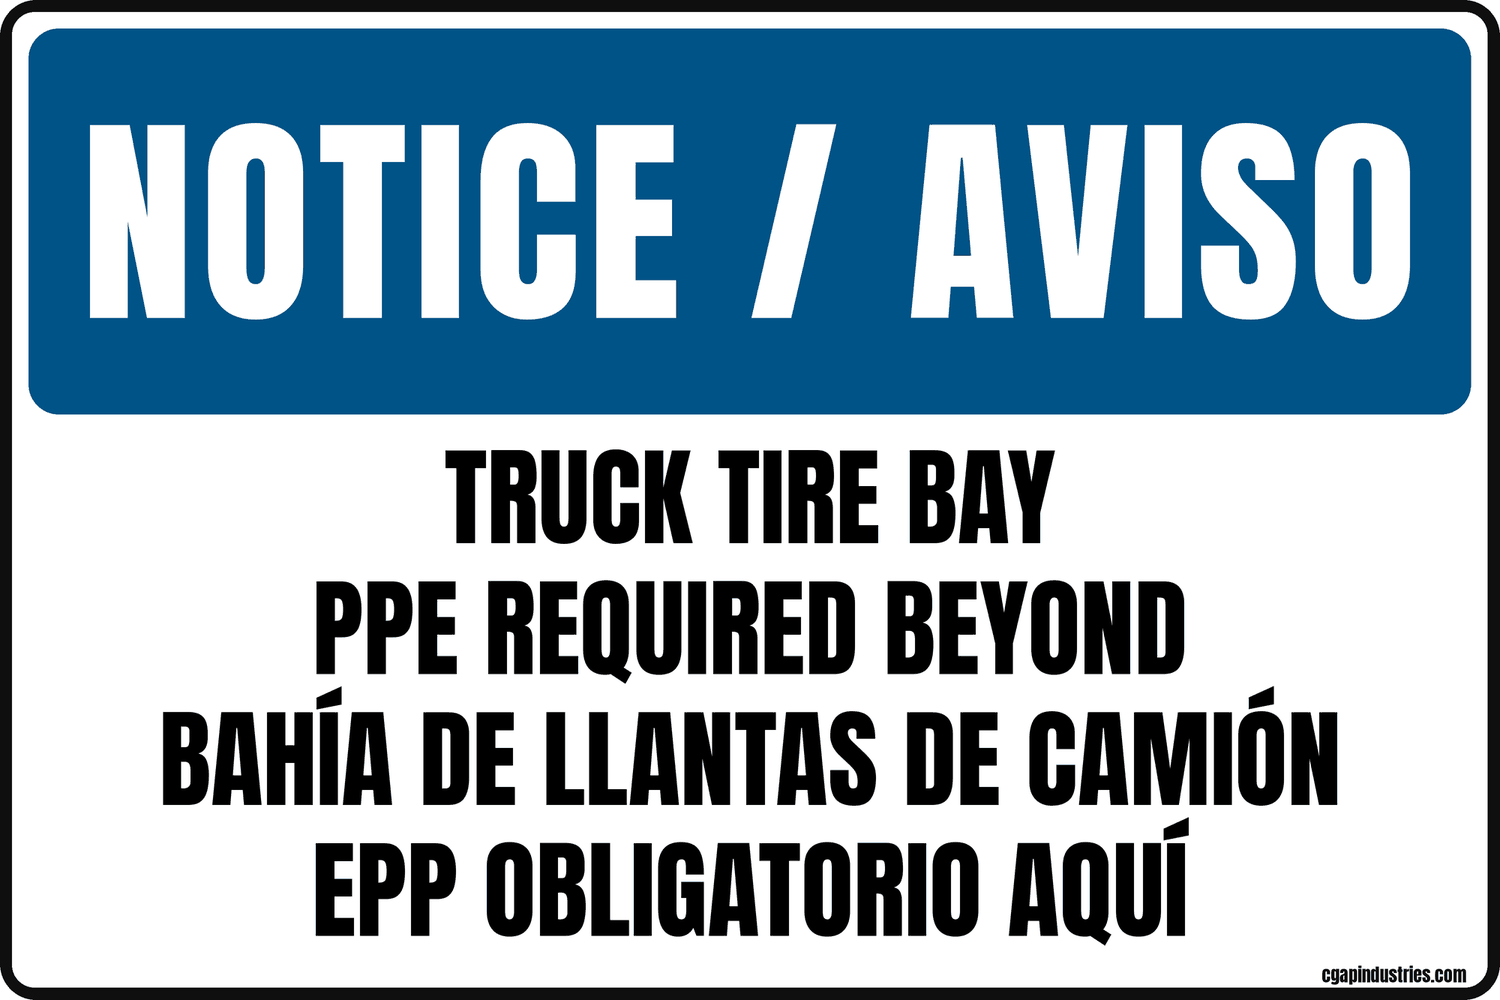 NOTICE / AVISO
TRUCK TIRE BAY
PPE REQUIRED BEYOND
BAHÍA DE LLANTAS DE CAMIÓN
EPP OBLIGATORIO AQUÍ
cgapindustries.com